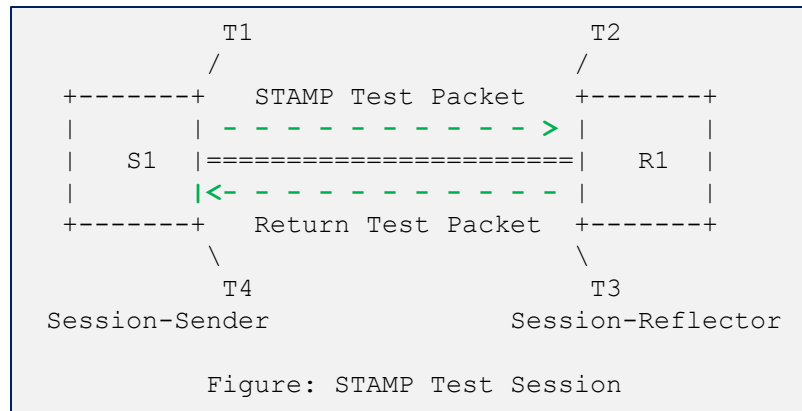 T1 T2
/ /
+-------+ STAMP Test Packet +-------+
| | - - - - - - - - - - - > | |
| S1 |=======================| R1 |
| |<- - - - - - - - - - - | |
+-------+ Return Test Packet +-------+
\ \
T4 T3
Session-Sender Session-Reflector
Figure: STAMP Test Session